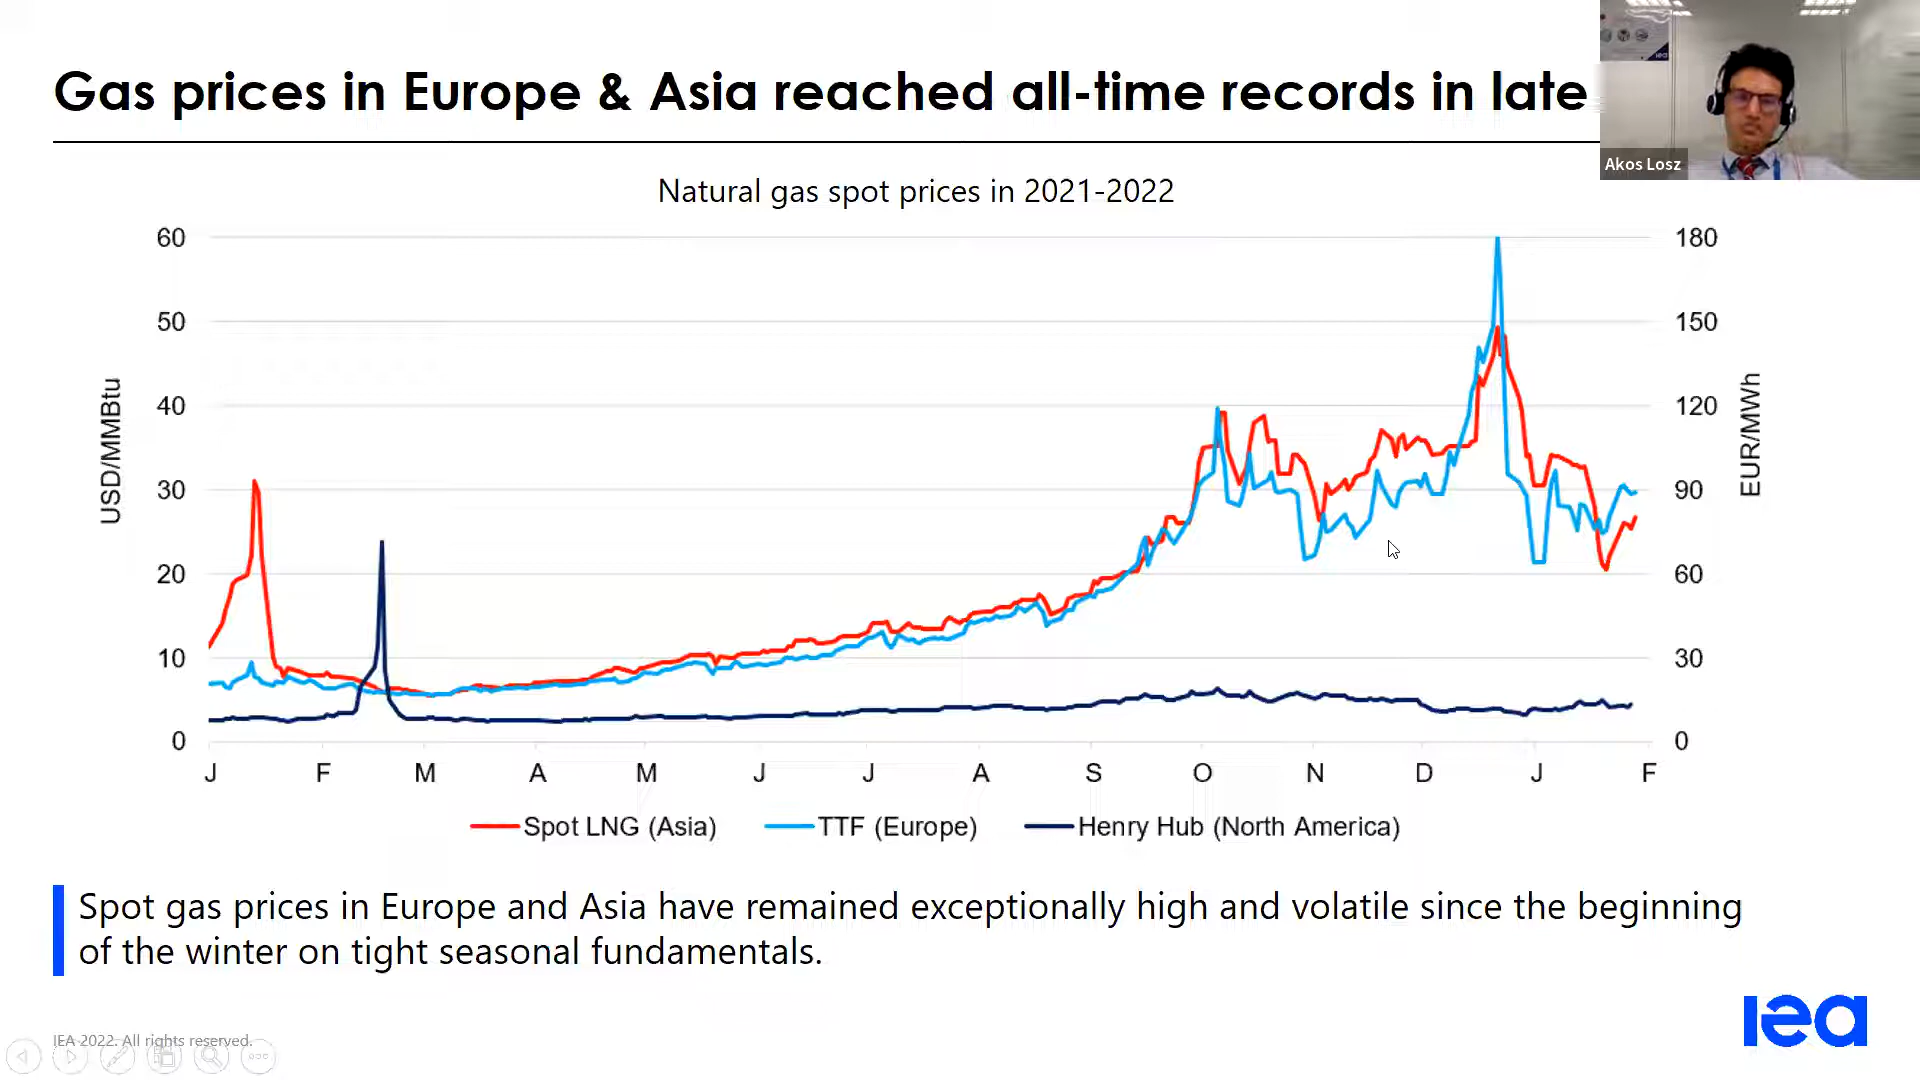 Gas prices in Europe & Asia reached all-time records in late
Akos Losz
Natural gas spot prices in 2021-2022
USD/MMBtu
EUR/MWh
60
50
40
30
20
10
0
180
150
120
90
60
30
0
J F M A M J J A S O N D J F
Spot LNG (Asia) TTF (Europe) Henry Hub (North America)
Spot gas prices in Europe and Asia have remained exceptionally high and volatile since the beginning
of the winter on tight seasonal fundamentals.
IEA 2022. All rights reserved.
iea